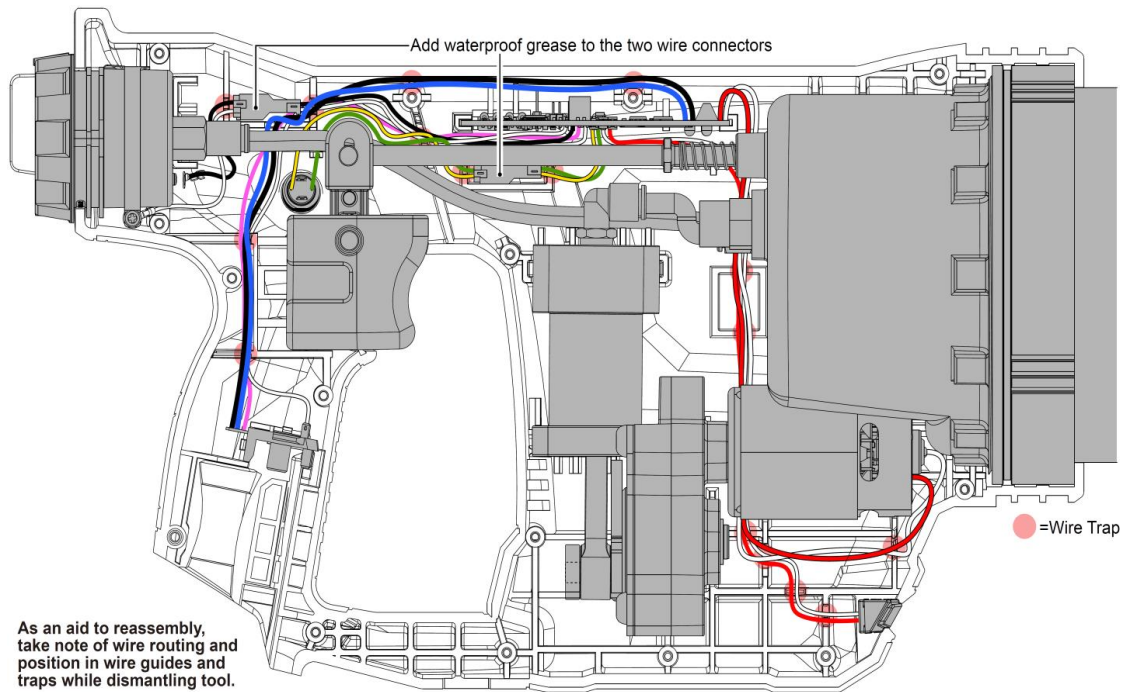 Add waterproof grease to the two wire connectors
=Wire Trap
As an aid to reassembly,
take note of wire routing and
position in wire guides and
traps while dismantling tool.